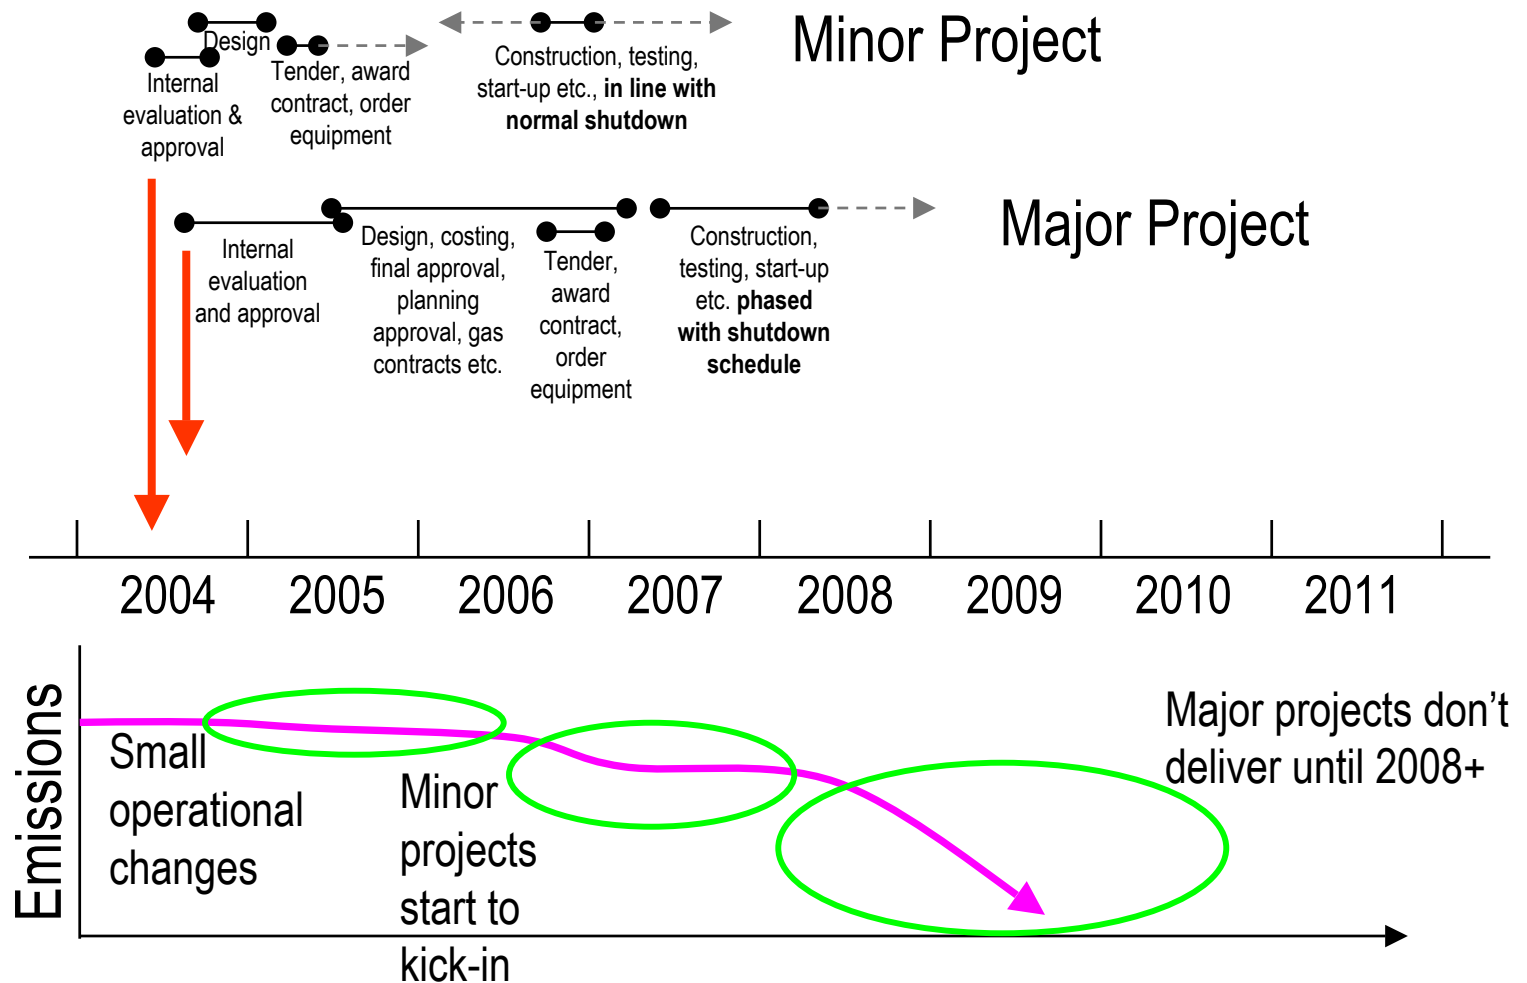 Minor Project
Design
Internal
evaluation &
approval
Tender, award
contract, order
equipment
Construction, testing,
start-up etc., in line with
normal shutdown
Major Project
Internal
evaluation
and approval
Design, costing,
final approval,
planning
approval, gas
contracts etc.
Tender,
award
contract,
order
equipment
Construction,
testing, start-up
etc. phased
with shutdown
schedule
2004 2005 2006 2007 2008 2009 2010 2011
Emissions
Small
operational
changes
Minor
projects
start to
kick-in
Major projects don’t
deliver until 2008+